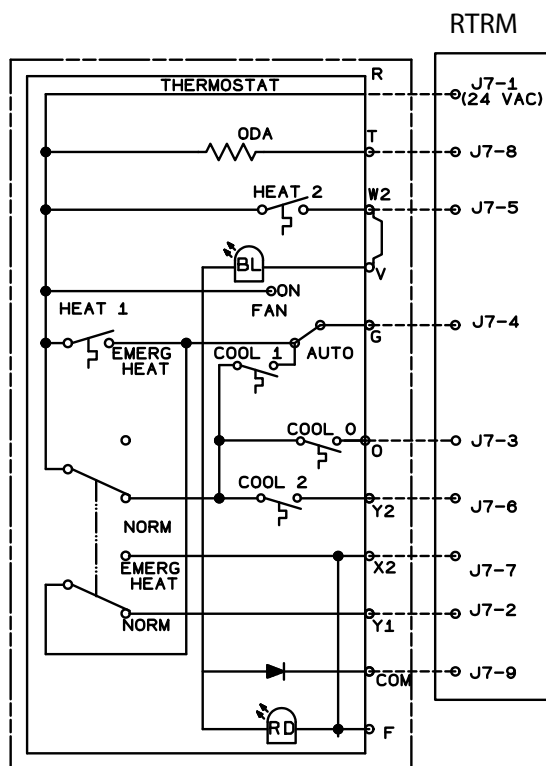 RTRM
R
THERMOSTAT
J7-1
(24 VAC)
ODA
T
J7-8
HEAT 2
W2
J7-5
BL
V
ON
FAN
HEAT 1
G
J7-4
EMERG
HEAT
COOL 1
AUTO
COOL O
O
J7-3
COOL 2
Y2
J7-6
NORM
EMERG
HEAT
X2
J7-7
NORM
Y1
J7-2
COM
J7-9
RD
F